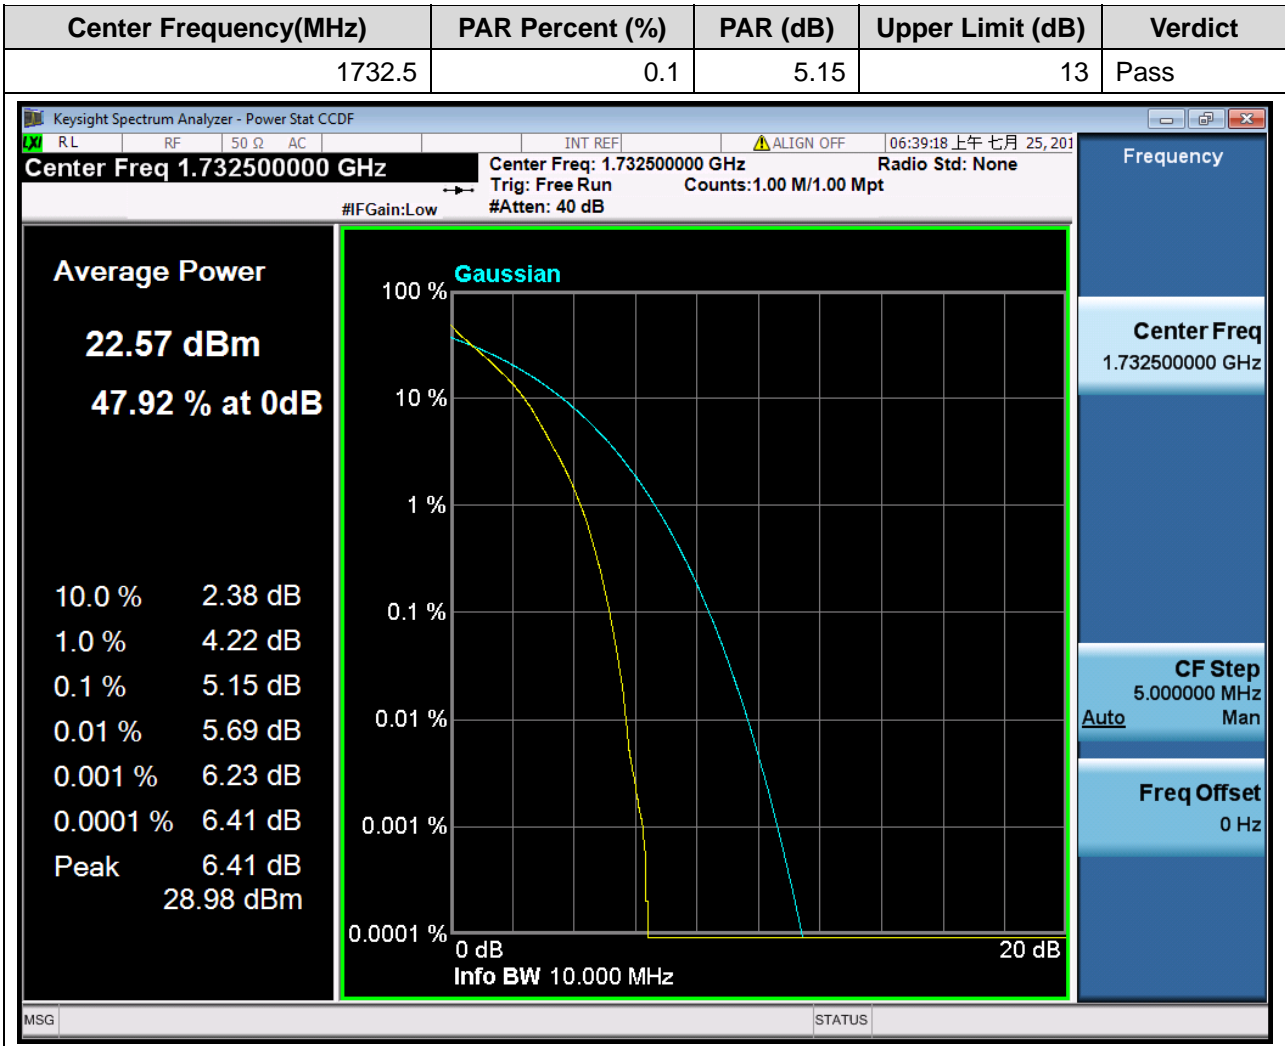 Center Frequency(MHz) PAR Percent (%) PAR (dB) Upper Limit (dB) Verdict
1732.5 0.1 5.15 13 Pass
Keysight Spectrum Analyzer - Power Stat CCDF
LXI RL RF 50 Ω AC INT REF ALIGN OFF 06:39:18 上午 七月 25, 201
Center Freq 1.732500000 GHz
Center Freq: 1.732500000 GHz Radio Std: None
Trig: Free Run Counts:1.00 M/1.00 Mpt
#IFGain:Low #Atten: 40 dB
Average Power
22.57 dBm
47.92 % at 0dB
10.0 % 2.38 dB
1.0 % 4.22 dB
0.1 % 5.15 dB
0.01 % 5.69 dB
0.001 % 6.23 dB
0.0001 % 6.41 dB
Peak 6.41 dB
28.98 dBm
Gaussian
100 %
10 %
1 %
0.1 %
0.01 %
0.001 %
0.0001 %
0 dB 20 dB
Info BW 10.000 MHz
Frequency
Center Freq
1.732500000 GHz
CF Step
5.000000 MHz
Auto Man
Freq Offset
0 Hz
MSG STATUS